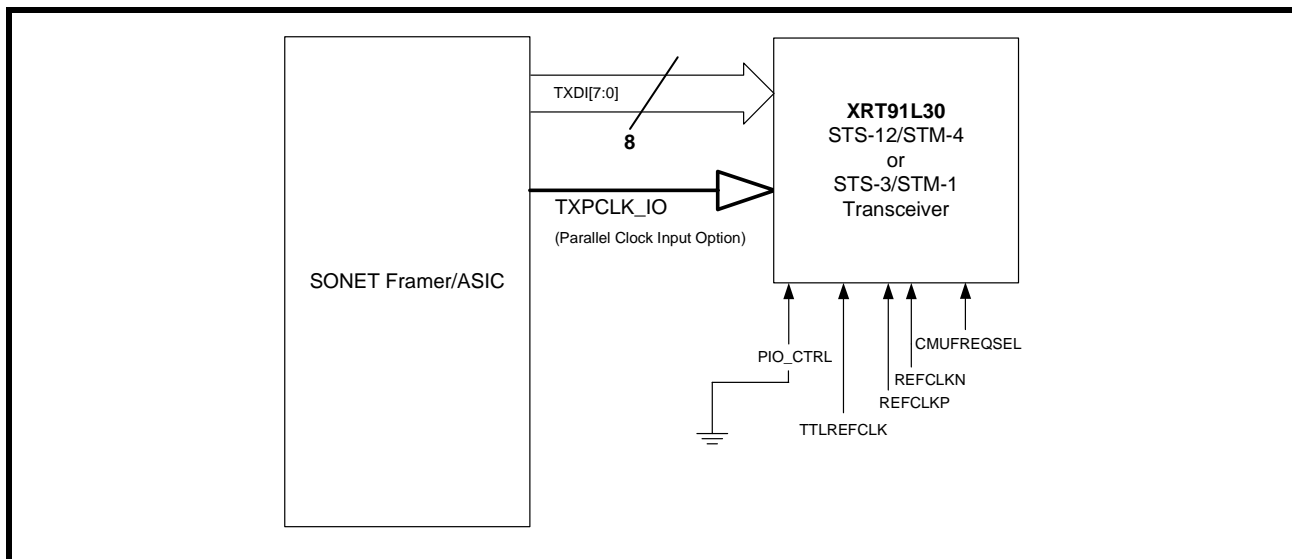 TXDI[7:0]
8
TXPCLK_IO
(Parallel Clock Input Option)
SONET Framer/ASIC
XRT91L30
STS-12/STM-4
or
STS-3/STM-1
Transceiver
PIO_CTRL
TTLREFCLK
REFCLKP
REFCLKN
CMUFREQSEL